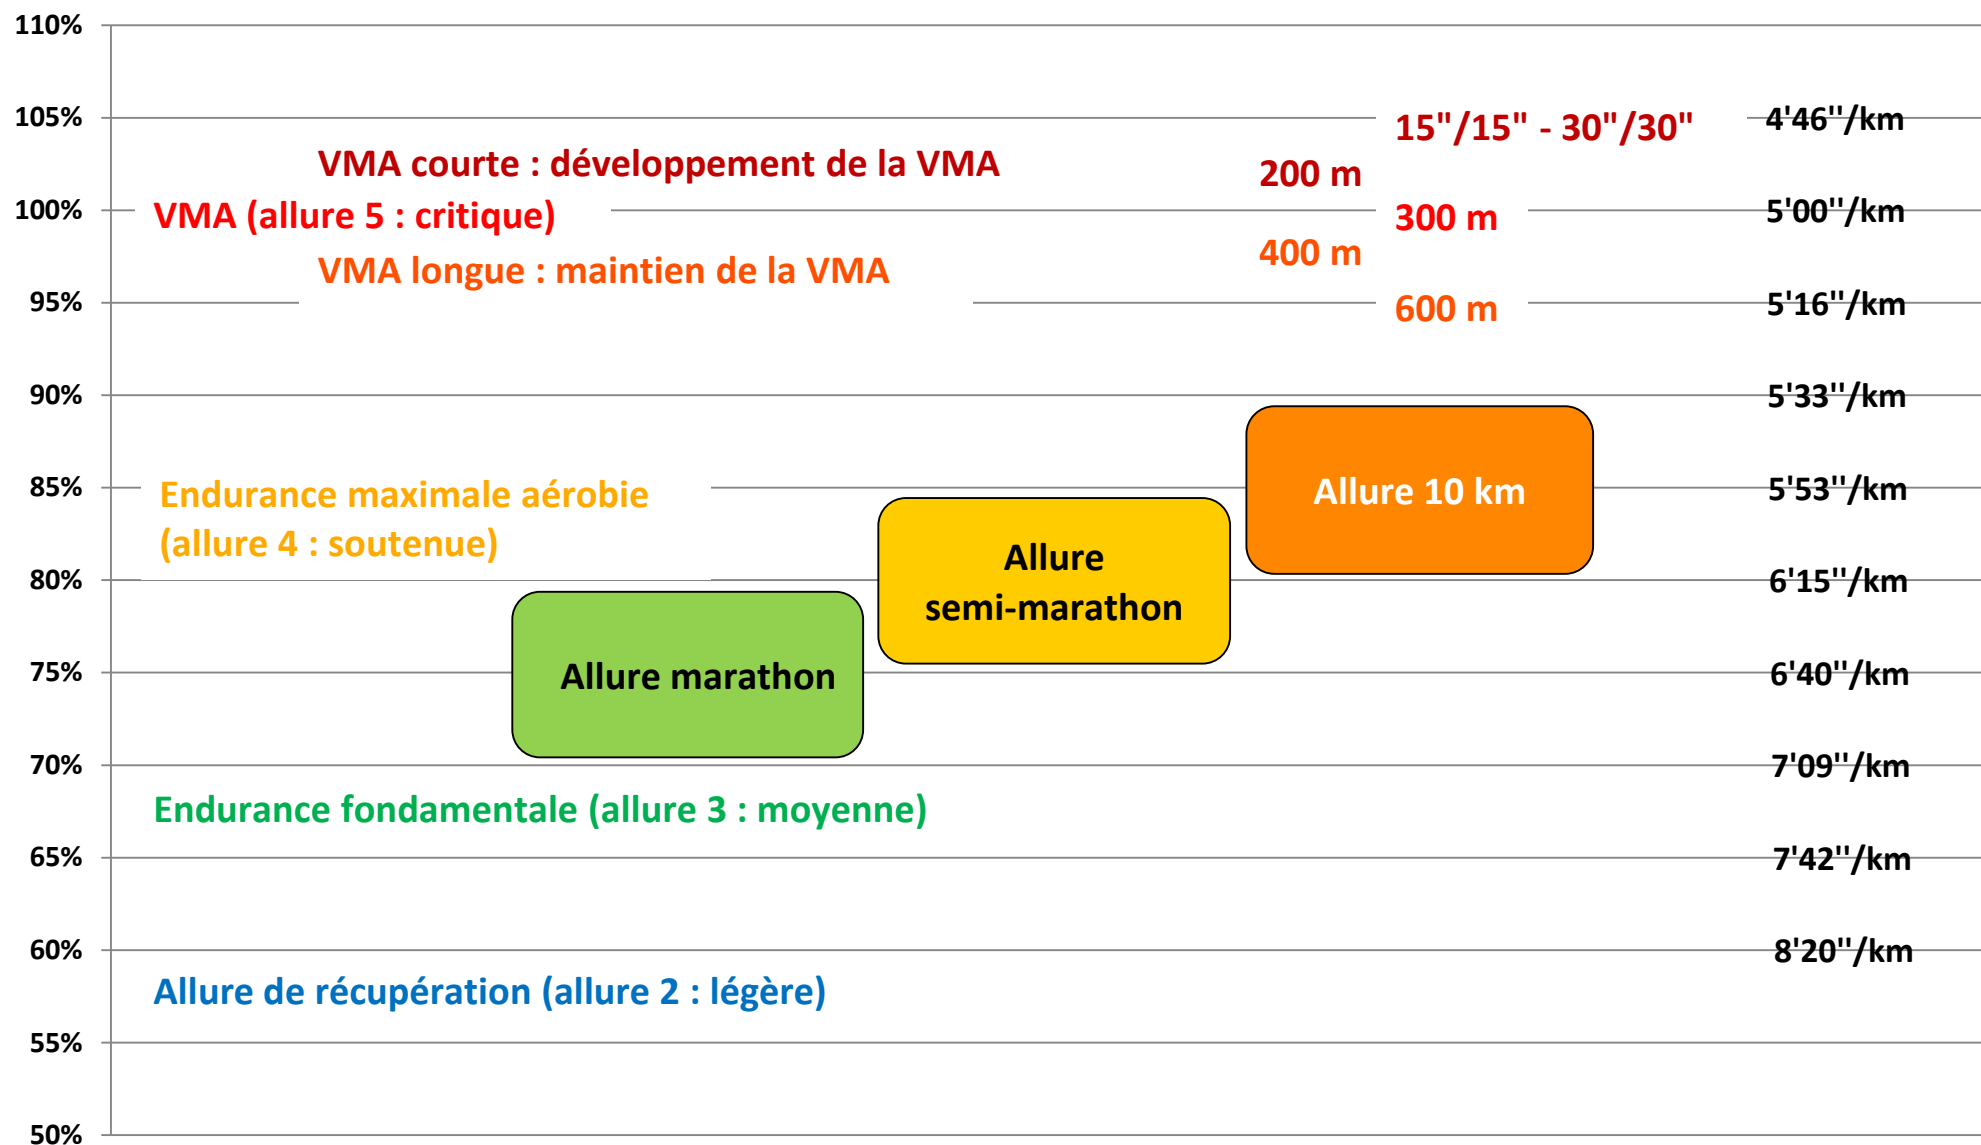 110%
105%
15"/15" - 30"/30"
4'46''/km
VMA courte : développement de la VMA
200 m
100%
VMA (allure 5 : critique)
300 m
5'00''/km
400 m
VMA longue : maintien de la VMA
95%
600 m
5'16''/km
90%
5'33''/km
85%
Endurance maximale aérobie
(allure 4 : soutenue)
Allure 10 km
5'53''/km
Allure
semi-marathon
80%
6'15''/km
75%
Allure marathon
6'40''/km
70%
7'09''/km
Endurance fondamentale (allure 3 : moyenne)
65%
7'42''/km
60%
8'20''/km
Allure de récupération (allure 2 : légère)
55%
50%